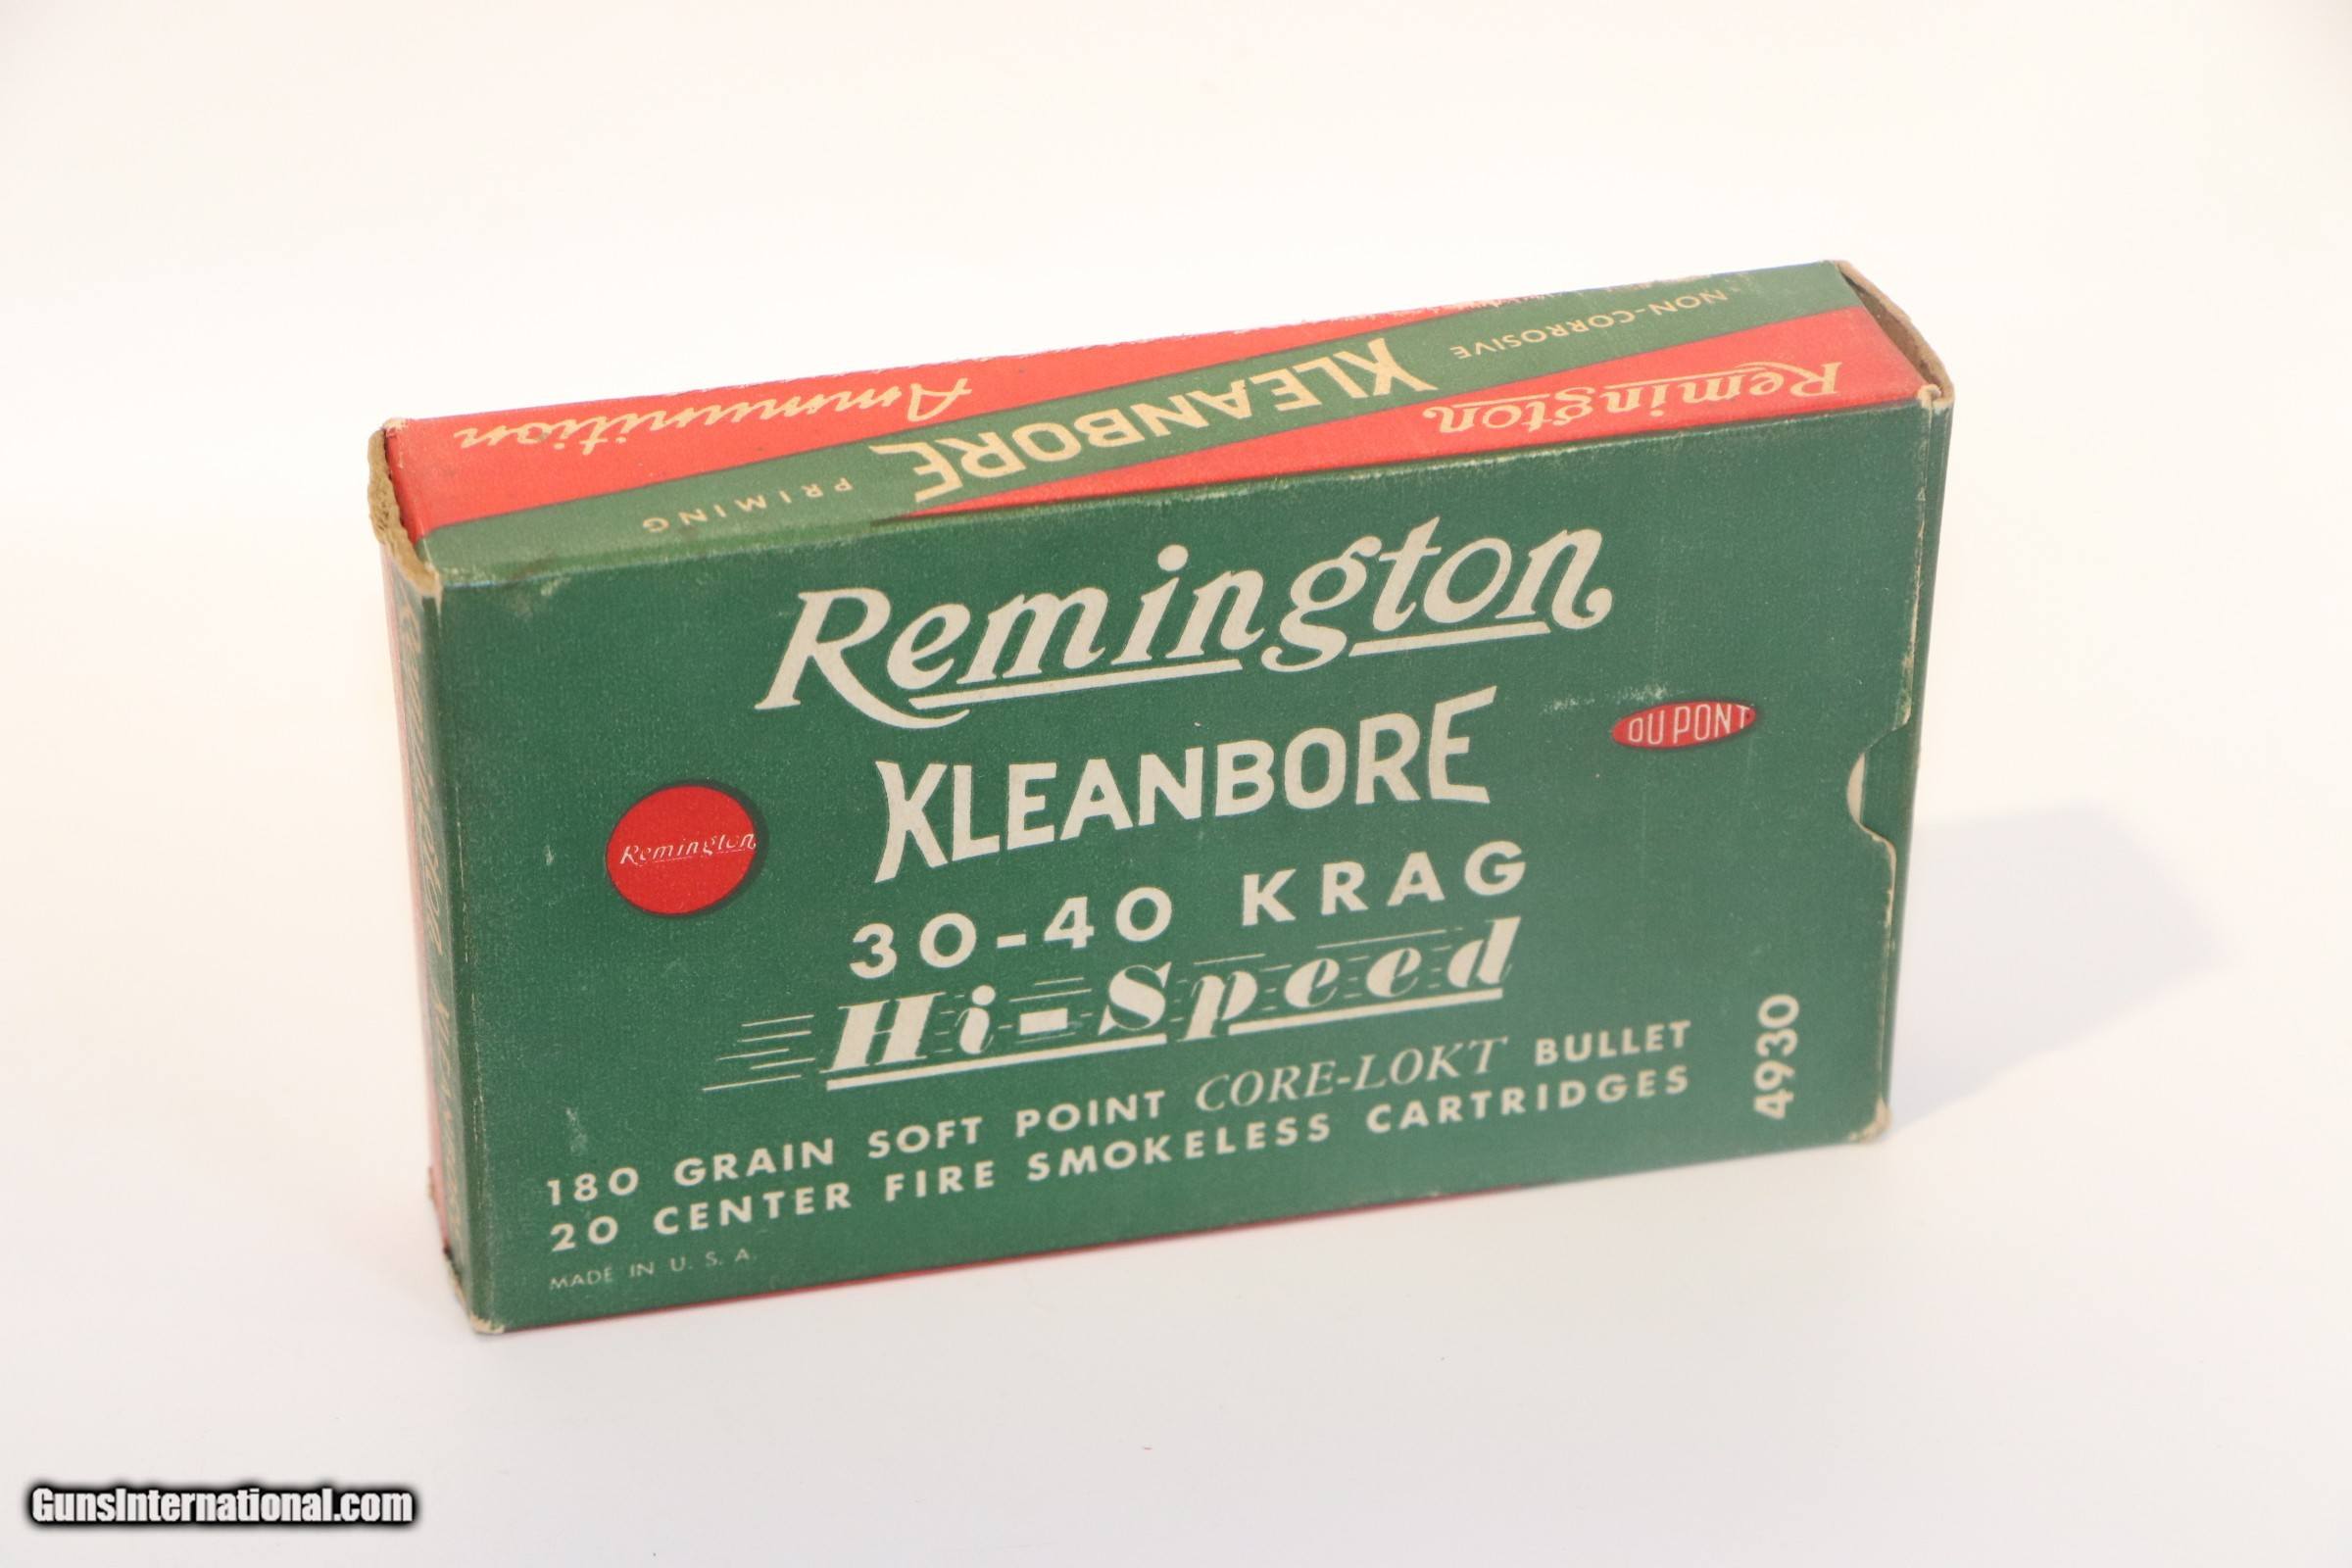 Remington
KLEANBORE
NON-CORROSIVE
PRIMING
Ammunition
Remington
KLEANBORE
DU PONT
Remington
30-40 KRAG
Hi-Speed
180 GRAIN SOFT POINT CORE-LOKT BULLET
20 CENTER FIRE SMOKELESS CARTRIDGES
MADE IN U. S. A.
4930
GunsInternational.com